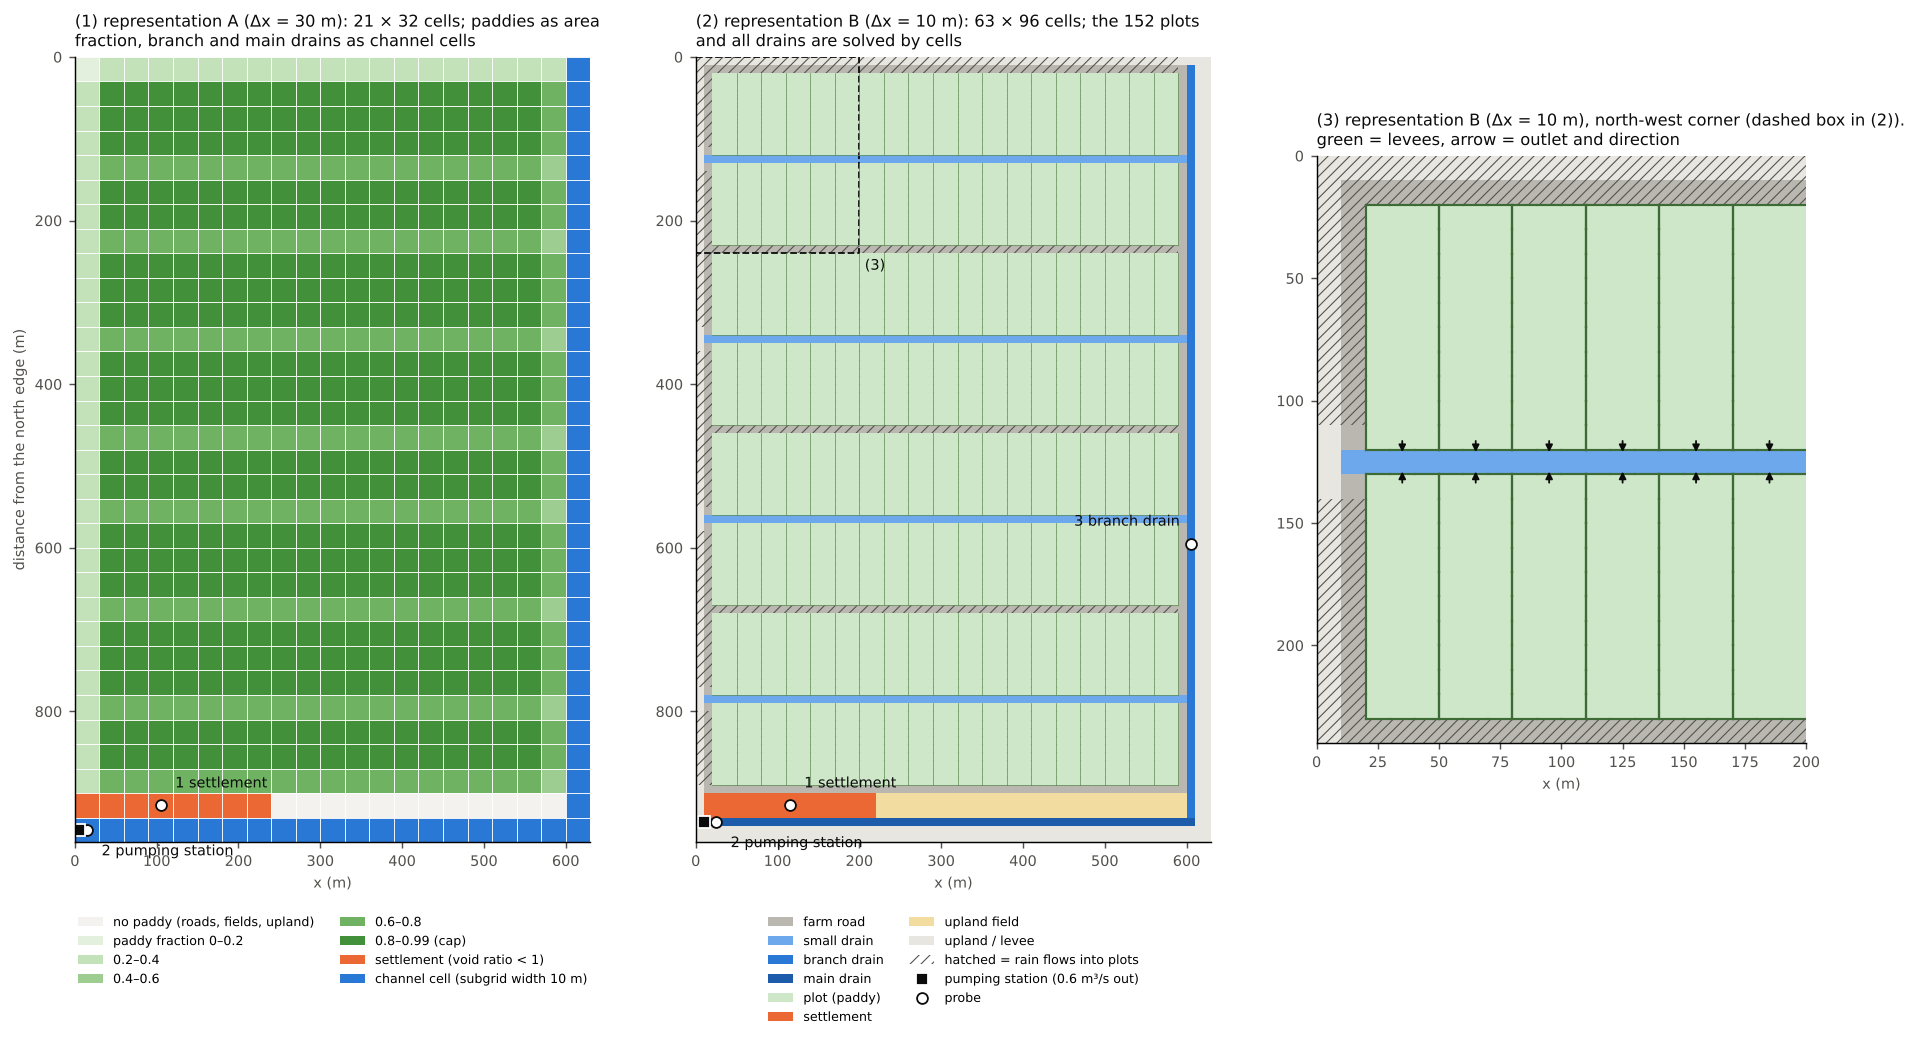 (1) representation A (Δx = 30 m): 21 × 32 cells; paddies as area
fraction, branch and main drains as channel cells
distance from the north edge (m)
0
200
400
600
800
1 settlement
2 pumping station
0 100 200 300 400 500 600
x (m)
no paddy (roads, fields, upland)
paddy fraction 0–0.2
0.2–0.4
0.4–0.6
0.6–0.8
0.8–0.99 (cap)
settlement (void ratio < 1)
channel cell (subgrid width 10 m)
(2) representation B (Δx = 10 m): 63 × 96 cells; the 152 plots
and all drains are solved by cells
0
200
400
600
800
(3)
3 branch drain
1 settlement
2 pumping station
0 100 200 300 400 500 600
x (m)
farm road
small drain
branch drain
main drain
plot (paddy)
settlement
upland field
upland / levee
hatched = rain flows into plots
pumping station (0.6 m³/s out)
probe
(3) representation B (Δx = 10 m), north-west corner (dashed box in (2)).
green = levees, arrow = outlet and direction
0
50
100
150
200
0 25 50 75 100 125 150 175 200
x (m)